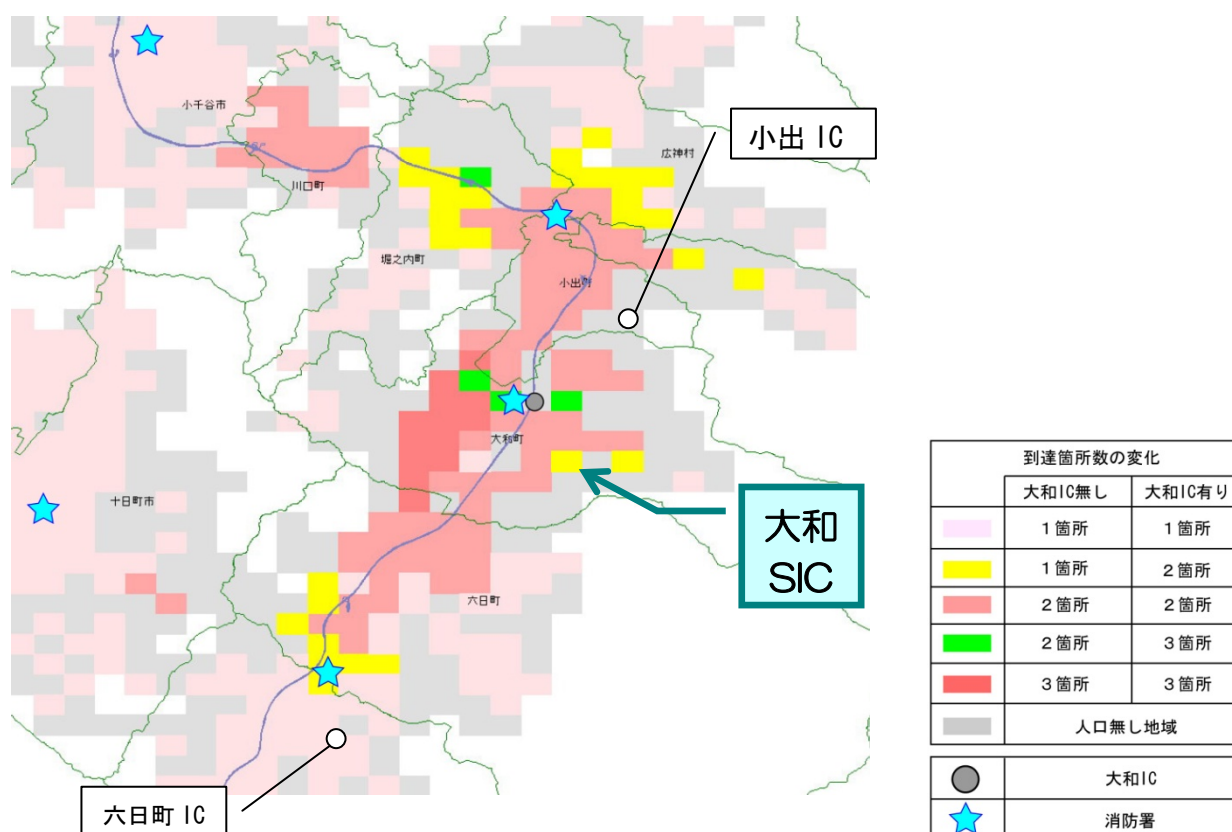 小千谷市
小出 IC
広神村
川口町
堀之内町
小出町
大和町
十日町市
大和
SIC
六日町
六日町 IC
到達箇所数の変化
大和IC無し 大和IC有り
1箇所 1箇所
1箇所 2箇所
2箇所 2箇所
2箇所 3箇所
3箇所 3箇所
人口無し地域
大和IC
消防署